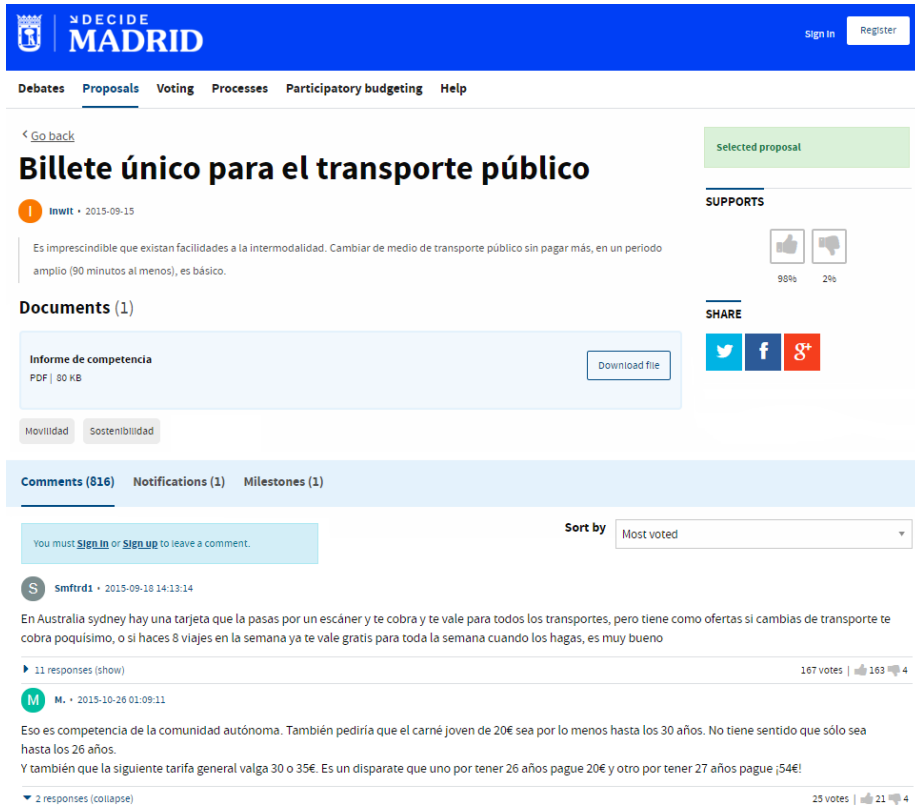 DECIDE
MADRID
Sign in
Register
Debates Proposals Voting Processes Participatory budgeting Help
Go back
Billete único para el transporte público
Selected proposal
I Inwit • 2015-09-15
SUPPORTS
Es imprescindible que existan facilidades a la intermodalidad. Cambiar de medio de transporte público sin pagar más, en un periodo
amplio (90 minutos al menos), es básico.
98% 2%
Documents (1)
SHARE
Informe de competencia
PDF | 80 KB
Download file
Movilidad Sostenibilidad
Comments (816) Notifications (1) Milestones (1)
You must Sign in or Sign up to leave a comment.
Sort by Most voted
S Smftrd1 • 2015-09-18 14:13:14
En Australia sydney hay una tarjeta que la pasas por un escáner y te cobra y te vale para todos los transportes, pero tiene como ofertas si cambias de transporte te
cobra poquísimo, o si haces 8 viajes en la semana ya te vale gratis para toda la semana cuando los hagas, es muy bueno
11 responses (show)
167 votes | 163 4
M M. • 2015-10-26 01:09:11
Eso es competencia de la comunidad autónoma. También pediría que el carné joven de 20€ sea por lo menos hasta los 30 años. No tiene sentido que sólo sea
hasta los 26 años.
Y también que la siguiente tarifa general valga 30 o 35€. Es un disparate que uno por tener 26 años pague 20€ y otro por tener 27 años pague ¡54€!
2 responses (collapse)
25 votes | 21 4